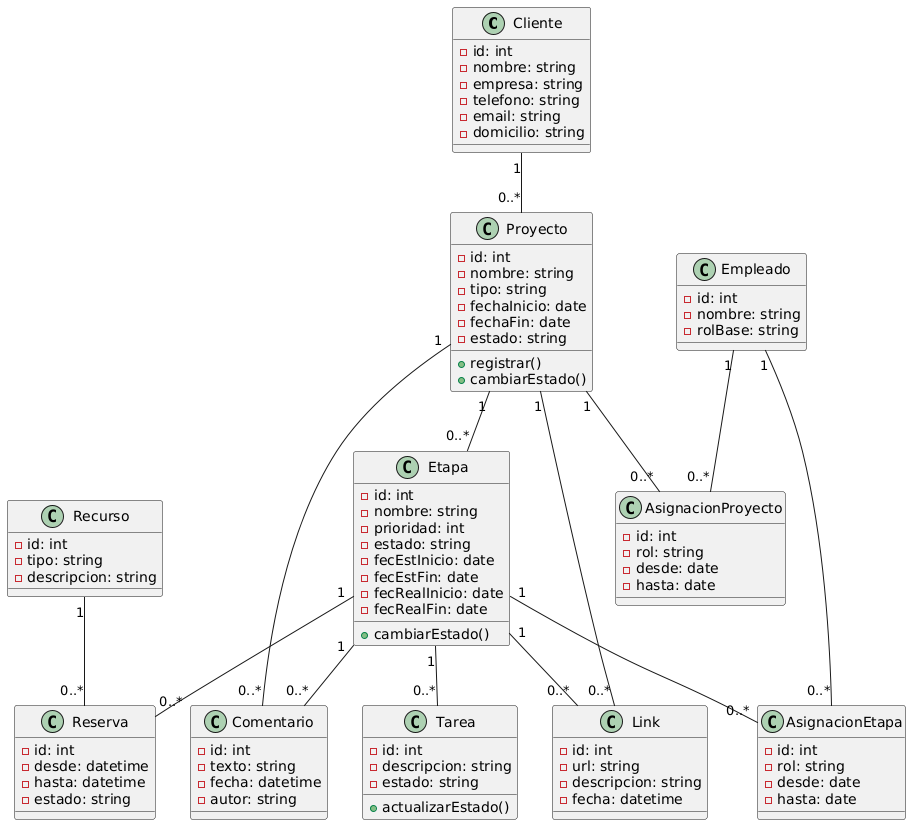 C Cliente
id: int
nombre: string
empresa: string
telefono: string
email: string
domicilio: string
1
0..*
C Proyecto
id: int
nombre: string
tipo: string
fechaInicio: date
fechaFin: date
estado: string
registrar()
cambiarEstado()
C Empleado
id: int
nombre: string
rolBase: string
1
1
1
1
1
1
0..*
0..*
0..*
C Etapa
id: int
nombre: string
prioridad: int
estado: string
fecEstInicio: date
fecEstFin: date
fecRealInicio: date
fecRealFin: date
cambiarEstado()
C Recurso
id: int
tipo: string
descripcion: string
C AsignacionProyecto
id: int
rol: string
desde: date
hasta: date
1
1
1
1
1
1
0..*
0..*
0..*
0..*
0..*
0..*
0..*
0..*
0..*
C Reserva
id: int
desde: datetime
hasta: datetime
estado: string
C Comentario
id: int
texto: string
fecha: datetime
autor: string
C Tarea
id: int
descripcion: string
estado: string
actualizarEstado()
C Link
id: int
url: string
descripcion: string
fecha: datetime
C AsignacionEtapa
id: int
rol: string
desde: date
hasta: date